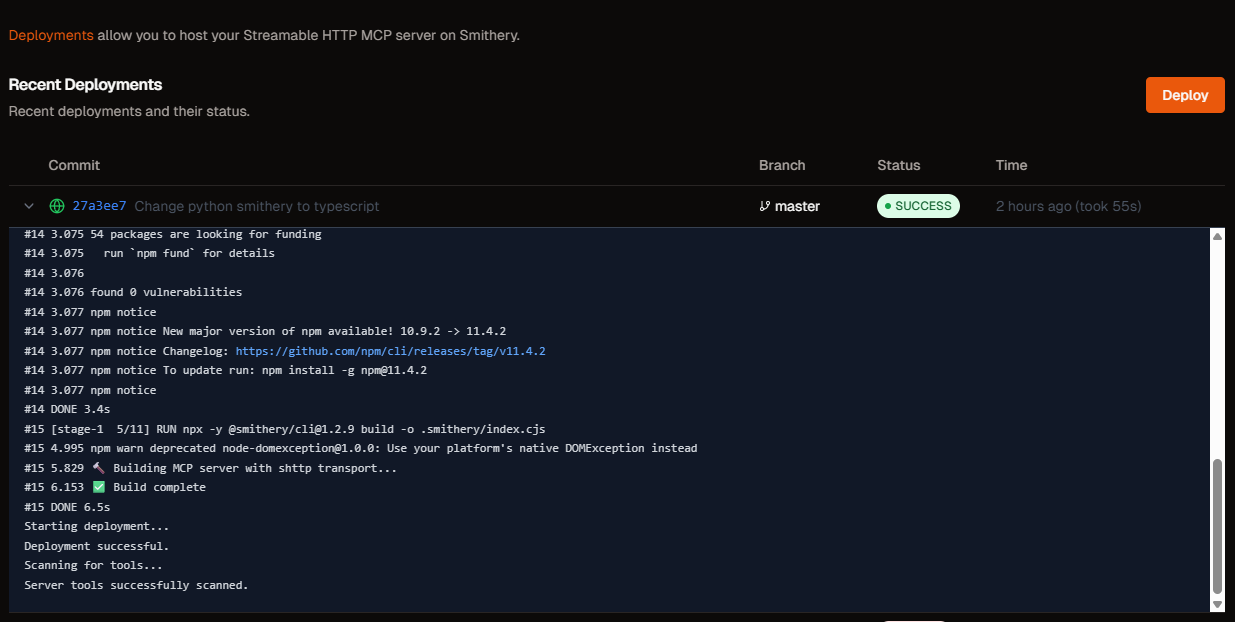 Deployments allow you to host your Streamable HTTP MCP server on Smithery.
Recent Deployments
Recent deployments and their status.
Deploy
Commit Branch Status Time
27a3ee7 Change python smithery to typescript master SUCCESS 2 hours ago (took 55s)
#14 3.075 54 packages are looking for funding
#14 3.075   run `npm fund` for details
#14 3.076
#14 3.076 found 0 vulnerabilities
#14 3.077 npm notice
#14 3.077 npm notice New major version of npm available! 10.9.2 -> 11.4.2
#14 3.077 npm notice Changelog: https://github.com/npm/cli/releases/tag/v11.4.2
#14 3.077 npm notice To update run: npm install -g npm@11.4.2
#14 3.077 npm notice
#14 DONE 3.4s
#15 [stage-1  5/11] RUN npx -y @smithery/cli@1.2.9 build -o .smithery/index.cjs
#15 4.995 npm warn deprecated node-domexception@1.0.0: Use your platform's native DOMException instead
#15 5.829 🔨 Building MCP server with shttp transport...
#15 6.153 ✅ Build complete
#15 DONE 6.5s
Starting deployment...
Deployment successful.
Scanning for tools...
Server tools successfully scanned.